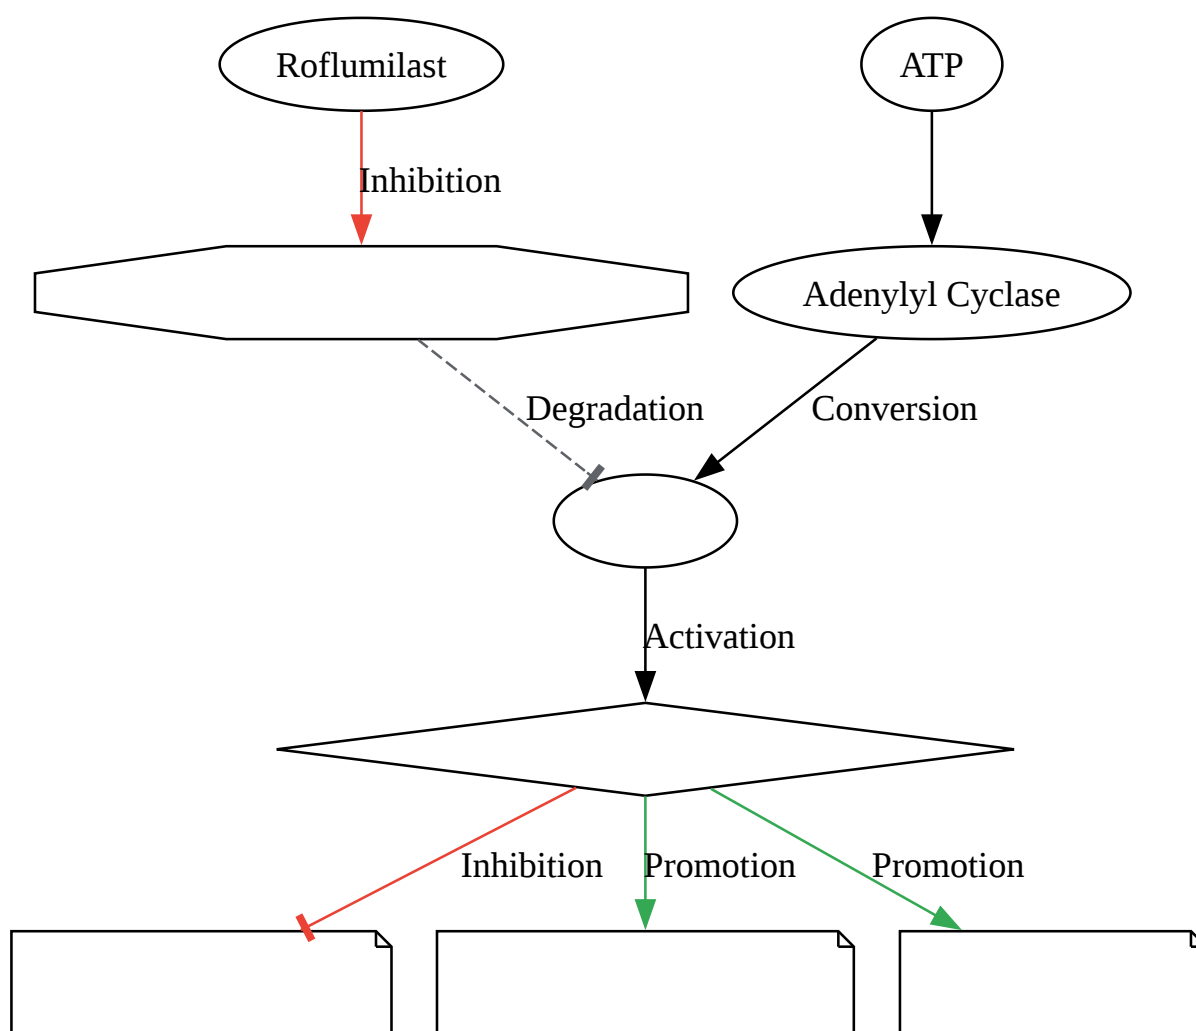 Roflumilast
ATP
Inhibition
Adenylyl Cyclase
Degradation
Conversion
Activation
Inhibition
Promotion
Promotion